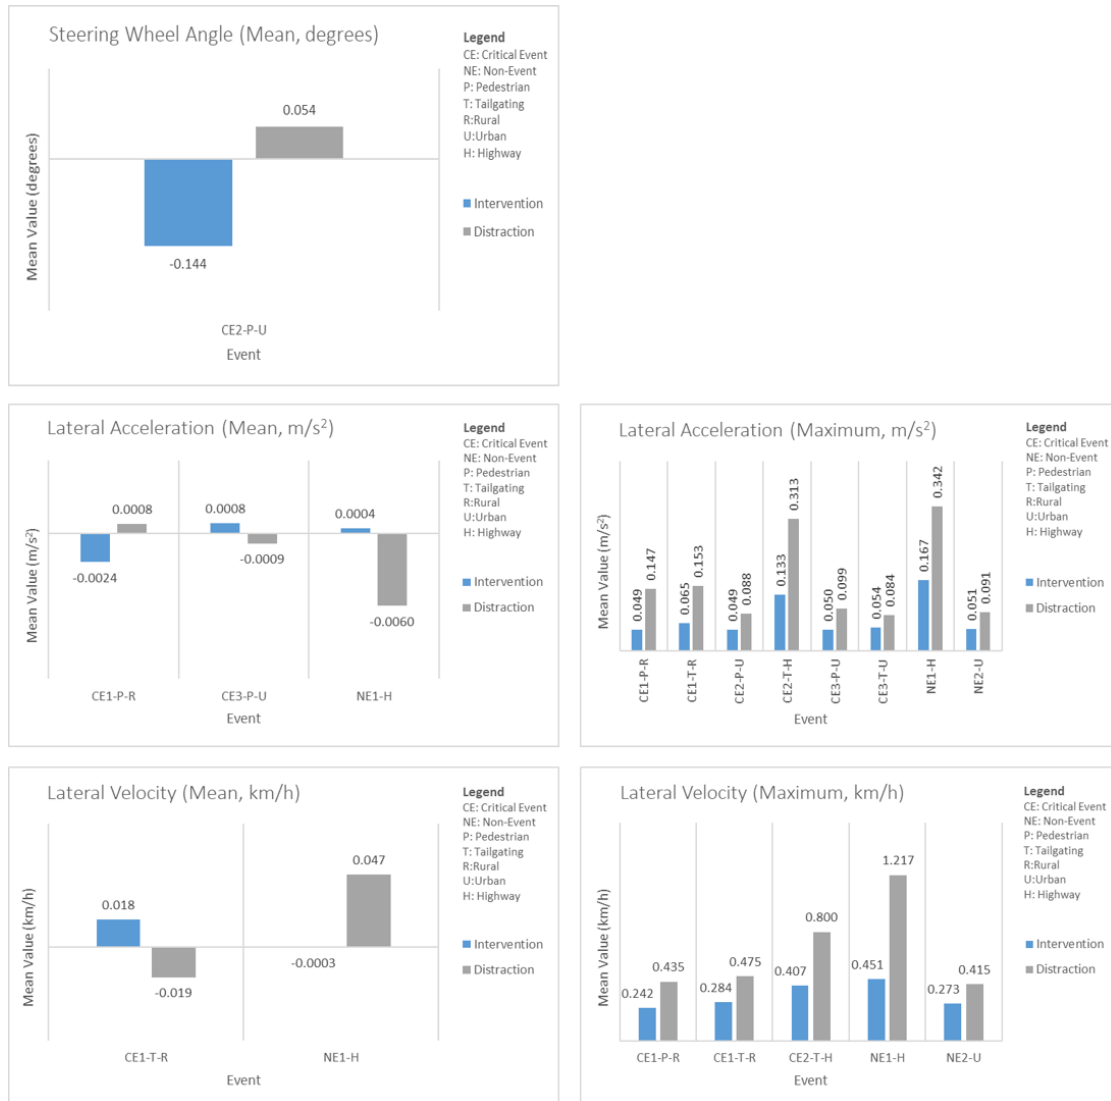 Steering Wheel Angle (Mean, degrees)
Mean Value (degrees)
0.054
-0.144
CE2-P-U
Event
Legend
CE: Critical Event
NE: Non-Event
P: Pedestrian
T: Tailgating
R:Rural
U:Urban
H: Highway
Intervention
Distraction
Lateral Acceleration (Mean, m/s²)
Mean Value (m/s²)
0.0008
0.0008
0.0004
-0.0024
-0.0009
-0.0060
CE1-P-R
CE3-P-U
NE1-H
Event
Legend
CE: Critical Event
NE: Non-Event
P: Pedestrian
T: Tailgating
R:Rural
U:Urban
H: Highway
Intervention
Distraction
Lateral Acceleration (Maximum, m/s²)
Mean Value (m/s²)
0.049
0.147
0.065
0.153
0.049
0.088
0.133
0.313
0.050
0.099
0.054
0.084
0.167
0.342
0.051
0.091
CE1-P-R
CE1-T-R
CE2-P-U
CE2-T-H
CE3-P-U
CE3-T-U
NE1-H
NE2-U
Event
Legend
CE: Critical Event
NE: Non-Event
P: Pedestrian
T: Tailgating
R:Rural
U:Urban
H: Highway
Intervention
Distraction
Lateral Velocity (Mean, km/h)
Mean Value (km/h)
0.018
-0.019
-0.0003
0.047
CE1-T-R
NE1-H
Event
Legend
CE: Critical Event
NE: Non-Event
P: Pedestrian
T: Tailgating
R:Rural
U:Urban
H: Highway
Intervention
Distraction
Lateral Velocity (Maximum, km/h)
Mean Value (km/h)
0.242
0.435
0.284
0.475
0.407
0.800
0.451
1.217
0.273
0.415
CE1-P-R
CE1-T-R
CE2-T-H
NE1-H
NE2-U
Event
Legend
CE: Critical Event
NE: Non-Event
P: Pedestrian
T: Tailgating
R:Rural
U:Urban
H: Highway
Intervention
Distraction